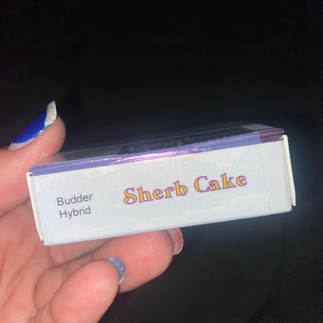 Budder
Hybrid
Sherb Cake